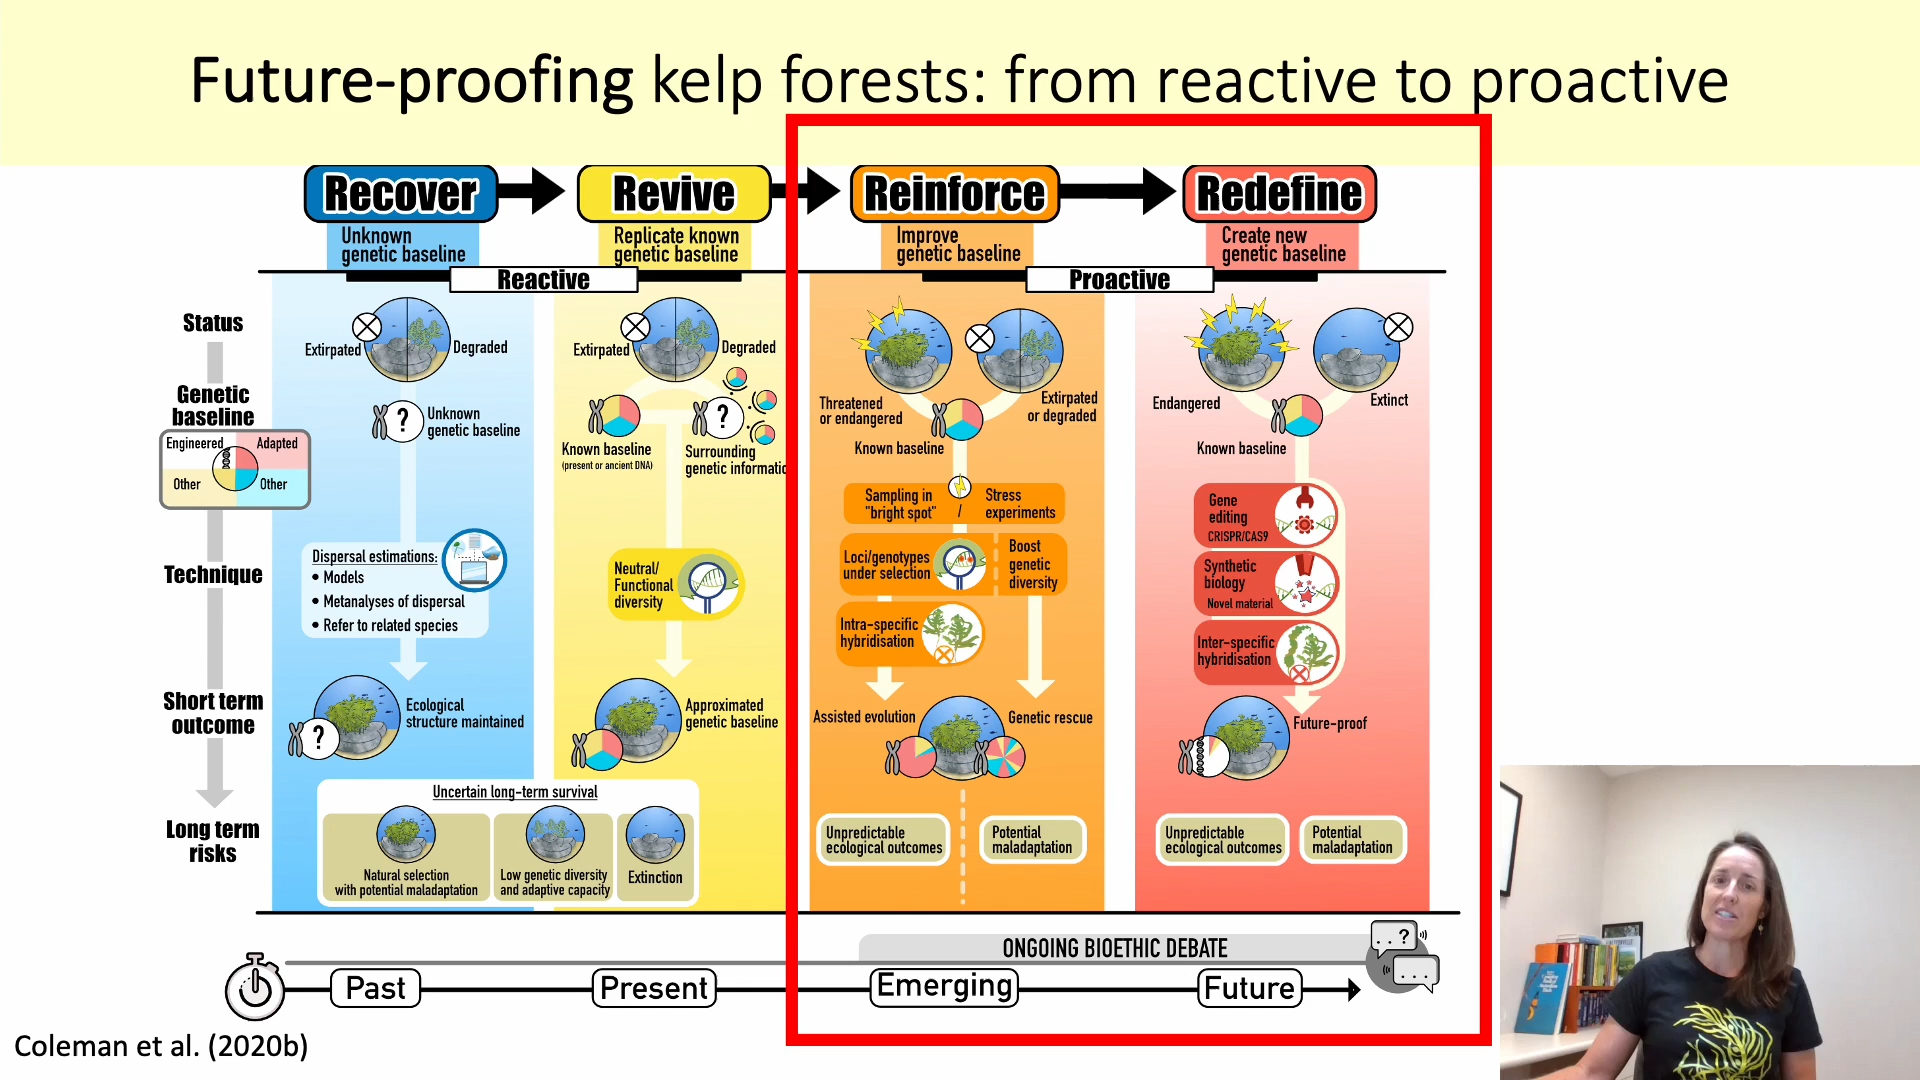 Future-proofing kelp forests: from reactive to proactive
Recover
Revive
Reinforce
Redefine
Unknown
genetic baseline
Replicate known
genetic baseline
Improve
genetic baseline
Create new
genetic baseline
Reactive
Proactive
Status
Extirpated
Degraded
Extirpated
Degraded
Threatened
or endangered
Extirpated
or degraded
Endangered
Extinct
Genetic
baseline
Engineered
Adapted
Other
Other
?
Unknown
genetic baseline
Known baseline
(present or ancient DNA)
?
Surrounding
genetic informatio
Known baseline
Known baseline
Technique
Dispersal estimations:
• Models
• Metanalyses of dispersal
• Refer to related species
Neutral/
Functional
diversity
Sampling in
"bright spot"
/
Stress
experiments
Loci/genotypes
under selection
Boost
genetic
diversity
Intra-specific
hybridisation
Gene
editing
CRISPR/CAS9
Synthetic
biology
Novel material
Inter-specific
hybridisation
Short term
outcome
?
Ecological
structure maintained
Approximated
genetic baseline
Assisted evolution
Genetic rescue
Future-proof
Long term
risks
Uncertain long-term survival
Natural selection
with potential maladaptation
Low genetic diversity
and adaptive capacity
Extinction
Unpredictable
ecological outcomes
Potential
maladaptation
Unpredictable
ecological outcomes
Potential
maladaptation
ONGOING BIOETHIC DEBATE
..?
...
Past
Present
Emerging
Future
Coleman et al. (2020b)